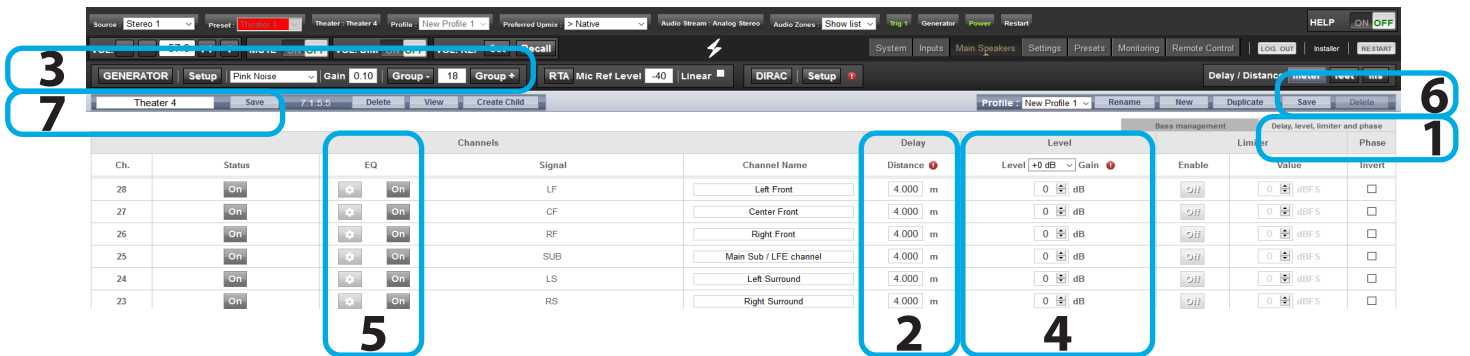 Source : Stereo 1 Preset : Theater 4 Theater : Theater 4 Profile : New Profile 1 Preferred Upmix : > Native Audio Stream : Analog Stereo Audio Zones : Show list Trig 1 Generator Power Restart HELP ON OFF
Recall System Inputs Main Speakers Settings Presets Monitoring Remote Control LOG. OUT Installer RESTART
3 GENERATOR Setup Pink Noise Gain 0.10 Group - 18 Group + RTA Mic Ref Level -40 Linear DIRAC Setup Delay / Distance meter feet ms
7 Theater 4 Save 7.1.5.5 Delete View Create Child Profile : New Profile 1 Rename New Duplicate Save Delete 6
Bass management Delay, level, limiter and phase
Channels Delay Level Limiter Phase 1
Ch. Status EQ Signal Channel Name Distance Level +0 dB Gain Enable Value Invert
28 On On LF Left Front 4.000 m 0 dB Off 0 dBFS
27 On On CF Center Front 4.000 m 0 dB Off 0 dBFS
26 On On RF Right Front 4.000 m 0 dB Off 0 dBFS
25 On On SUB Main Sub / LFE channel 4.000 m 0 dB Off 0 dBFS
24 On On LS Left Surround 4.000 m 0 dB Off 0 dBFS
23 On On RS Right Surround 4.000 m 0 dB Off 0 dBFS
5 2 4